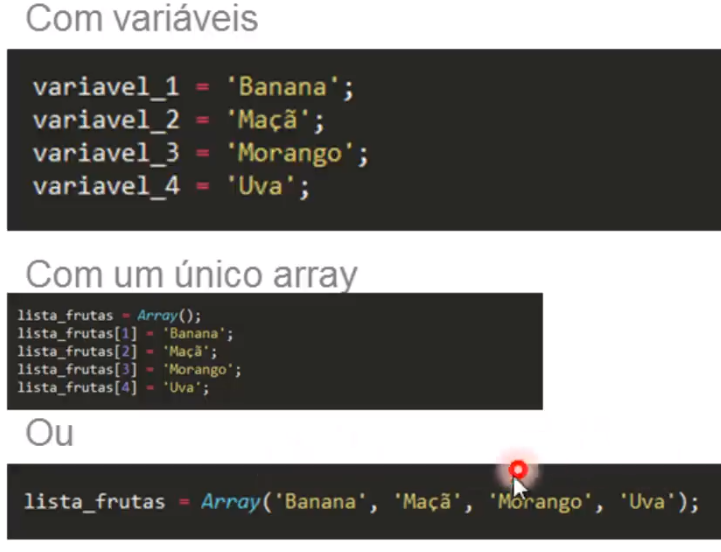 Com variáveis
variavel_1 = 'Banana';
variavel_2 = 'Maçã';
variavel_3 = 'Morango';
variavel_4 = 'Uva';
Com um único array
lista_frutas = Array();
lista_frutas[1] = 'Banana';
lista_frutas[2] = 'Maçã';
lista_frutas[3] = 'Morango';
lista_frutas[4] = 'Uva';
Ou
lista_frutas = Array('Banana', 'Maçã', 'Morango', 'Uva');